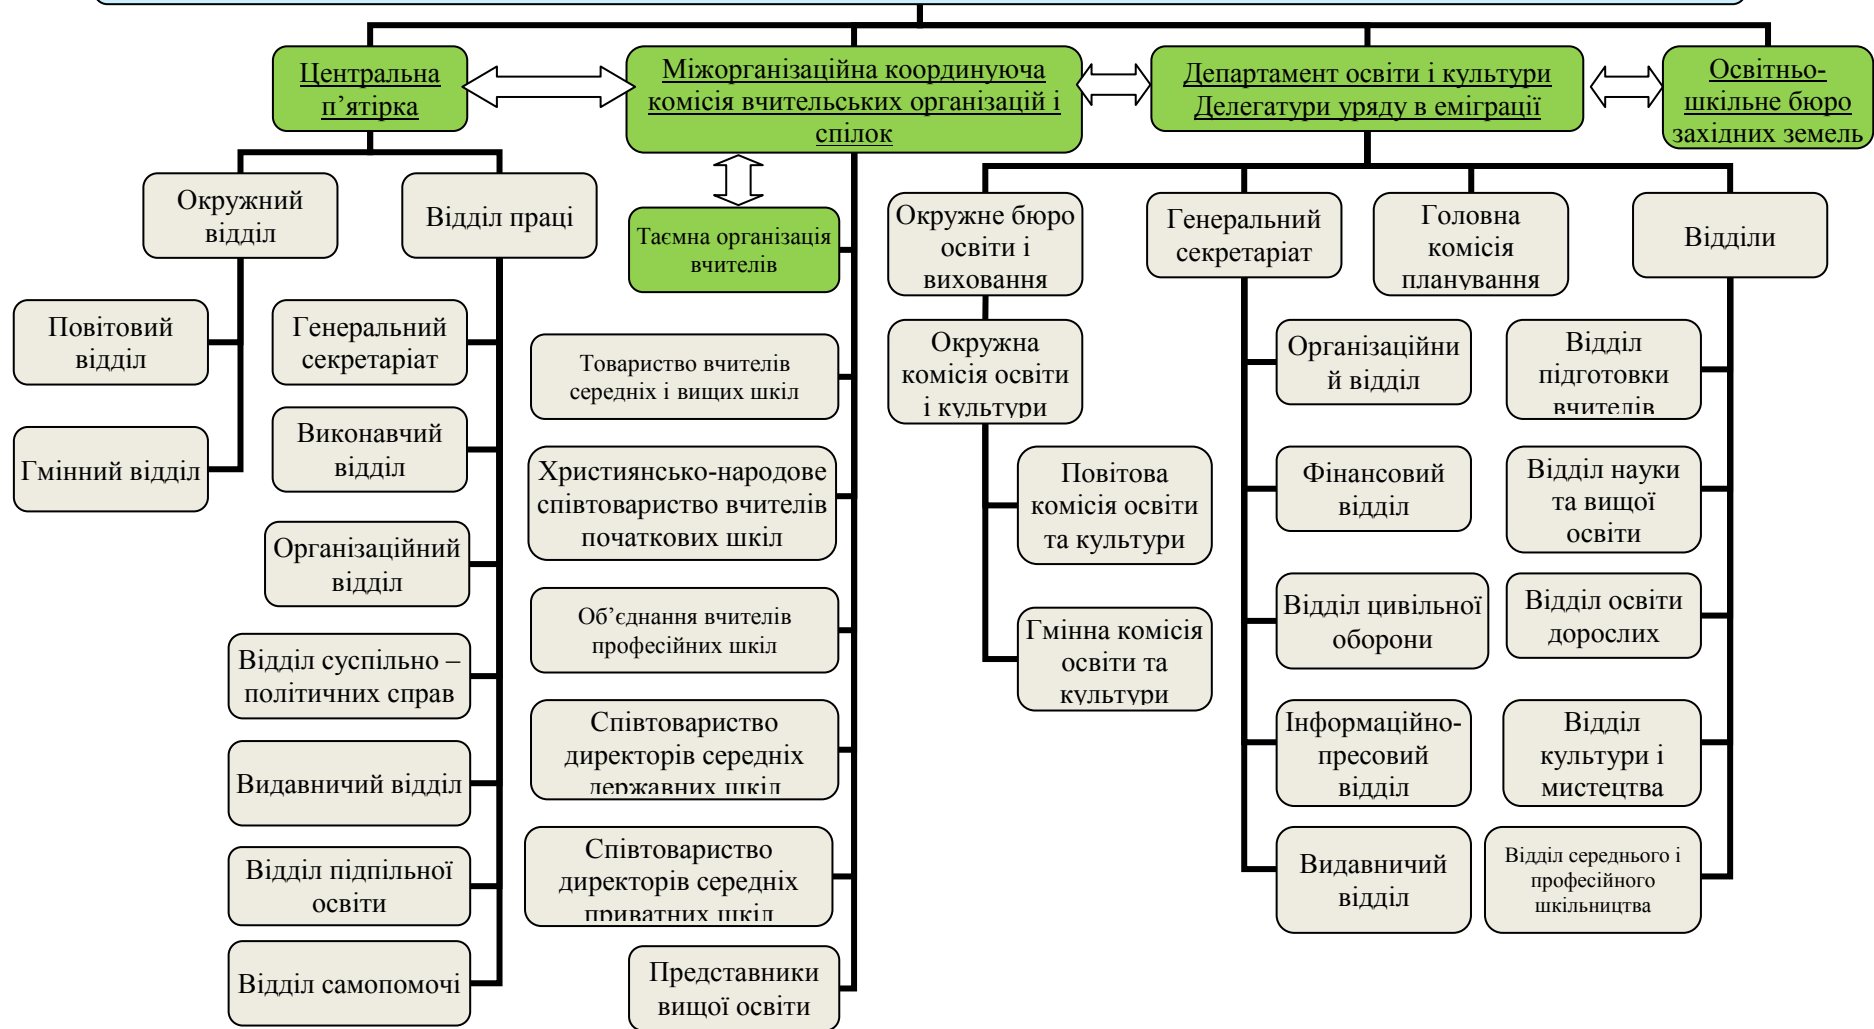 Центральна
п’ятірка
Міжорганізаційна координуюча
комісія вчительських організацій і
спілок
Департамент освіти і культури
Делегатури уряду в еміграції
Освітньо-
шкільне бюро
західних земель
Окружний
відділ
Відділ праці
Повітовий
відділ
Гмінний відділ
Генеральний
секретаріат
Виконавчий
відділ
Організаційний
відділ
Відділ суспільно –
політичних справ
Видавничий відділ
Відділ підпільної
освіти
Відділ самопомочі
Таємна організація
вчителів
Товариство вчителів
середніх і вищих шкіл
Християнсько-народове
співтовариство вчителів
початкових шкіл
Об’єднання вчителів
професійних шкіл
Співтовариство
директорів середніх
державних шкіл
Співтовариство
директорів середніх
приватних шкіл
Представники
вищої освіти
Окружне бюро
освіти і
виховання
Окружна
комісія освіти
і культури
Повітова
комісія освіти
та культури
Гмінна комісія
освіти та
культури
Генеральний
секретаріат
Організаційни
й відділ
Фінансовий
відділ
Відділ цивільної
оборони
Інформаційно-
пресовий
відділ
Видавничий
відділ
Головна
комісія
планування
Відділи
Відділ
підготовки
вчителів
Відділ науки
та вищої
освіти
Відділ освіти
дорослих
Відділ
культури і
мистецтва
Відділ середнього і
професійного
шкільництва